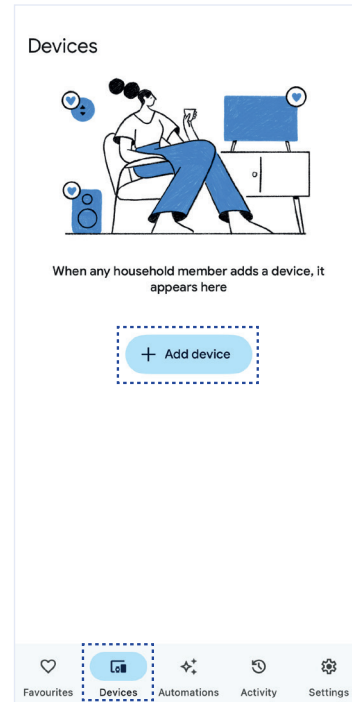 Devices
When any household member adds a device, it
appears here
+ Add device
Favourites Devices Automations Activity Settings